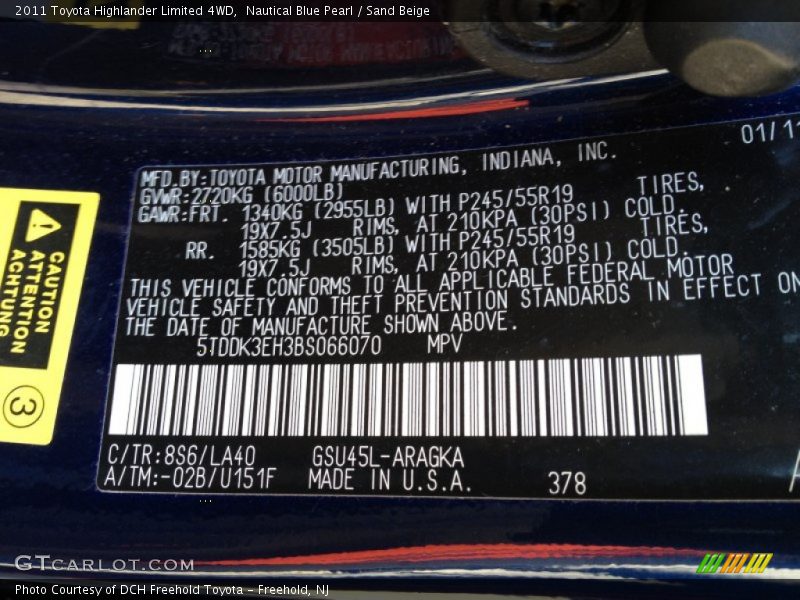 2011 Toyota Highlander Limited 4WD, Nautical Blue Pearl / Sand Beige
MFD.BY:TOYOTA MOTOR MANUFACTURING, INDIANA, INC. 01/1
GVWR:2720KG (6000LB)
GAWR:FRT. 1340KG (2955LB) WITH P245/55R19 TIRES,
19X7.5J RIMS, AT 210KPA (30PSI) COLD.
RR. 1585KG (3505LB) WITH P245/55R19 TIRES,
19X7.5J RIMS, AT 210KPA (30PSI) COLD.
THIS VEHICLE CONFORMS TO ALL APPLICABLE FEDERAL MOTOR
VEHICLE SAFETY AND THEFT PREVENTION STANDARDS IN EFFECT ON
THE DATE OF MANUFACTURE SHOWN ABOVE.
5TDDK3EH3BS066070 MPV
C/TR:8S6/LA40 GSU45L-ARAGKA
A/TM:-02B/U151F MADE IN U.S.A. 378
CAUTION
ATTENTION
ACHTUNG
3
GTCARLOT.COM
Photo Courtesy of DCH Freehold Toyota – Freehold, NJ